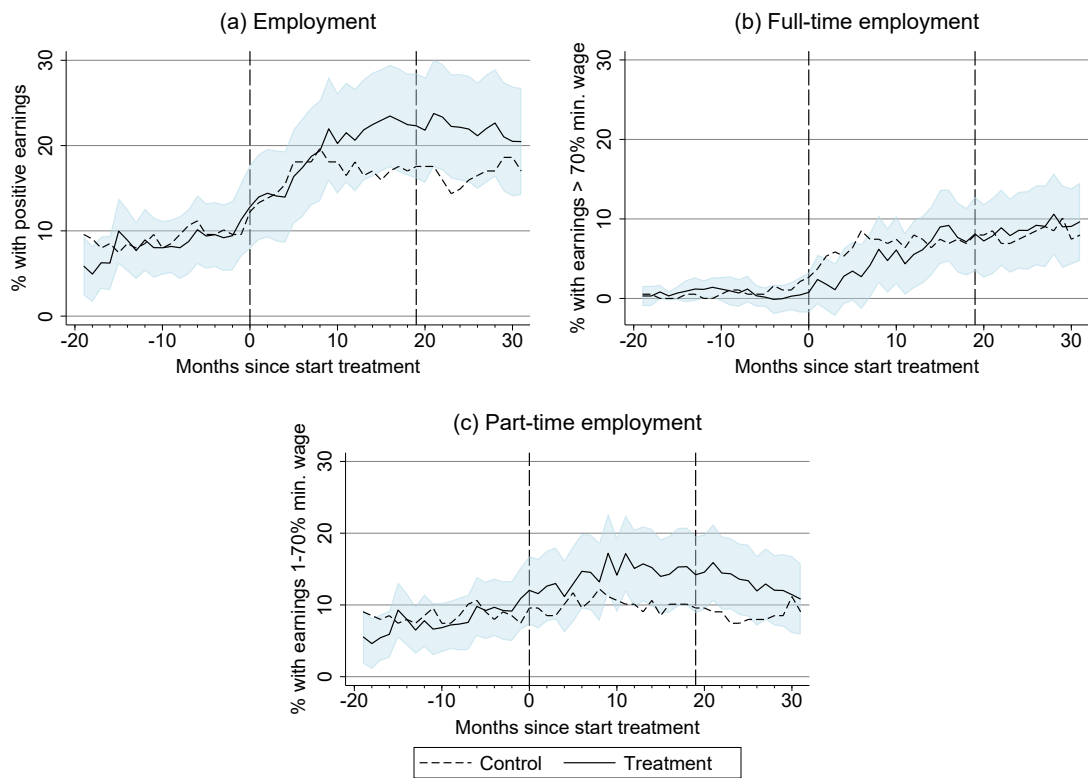 (a) Employment
% with positive earnings
30
20
10
0
-20 -10 0 10 20 30
Months since start treatment
(b) Full-time employment
% with earnings > 70% min. wage
30
20
10
0
-20 -10 0 10 20 30
Months since start treatment
(c) Part-time employment
% with earnings 1-70% min. wage
30
20
10
0
-20 -10 0 10 20 30
Months since start treatment
Control Treatment